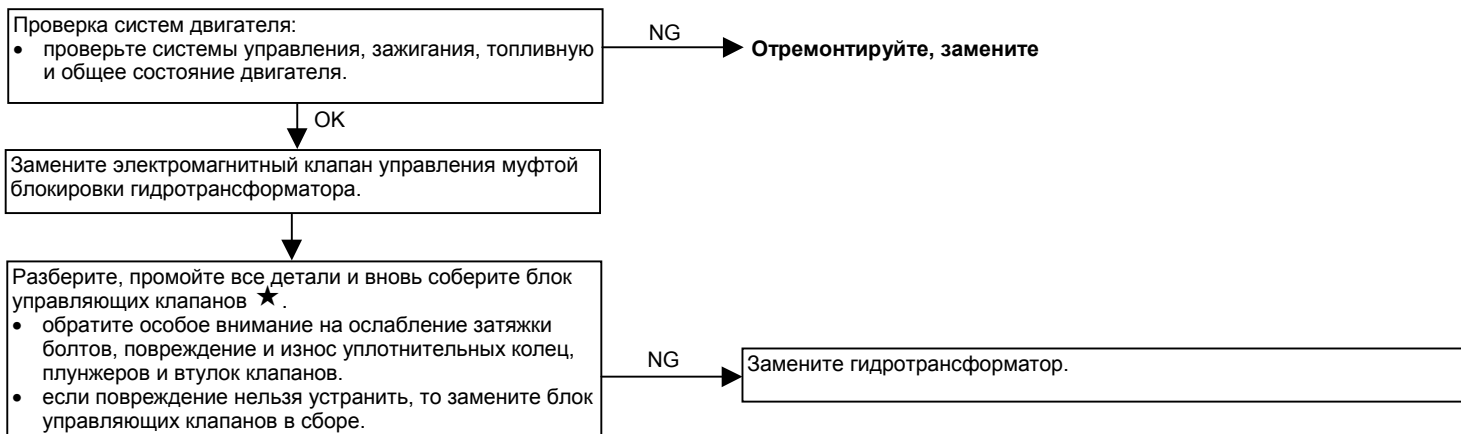 Проверка систем двигателя:
• проверьте системы управления, зажигания, топливную
и общее состояние двигателя.
NG
Отремонтируйте, замените
OK
Замените электромагнитный клапан управления муфтой
блокировки гидротрансформатора.
Разберите, промойте все детали и вновь соберите блок
управляющих клапанов ★.
• обратите особое внимание на ослабление затяжки
болтов, повреждение и износ уплотнительных колец,
плунжеров и втулок клапанов.
• если повреждение нельзя устранить, то замените блок
управляющих клапанов в сборе.
NG
Замените гидротрансформатор.